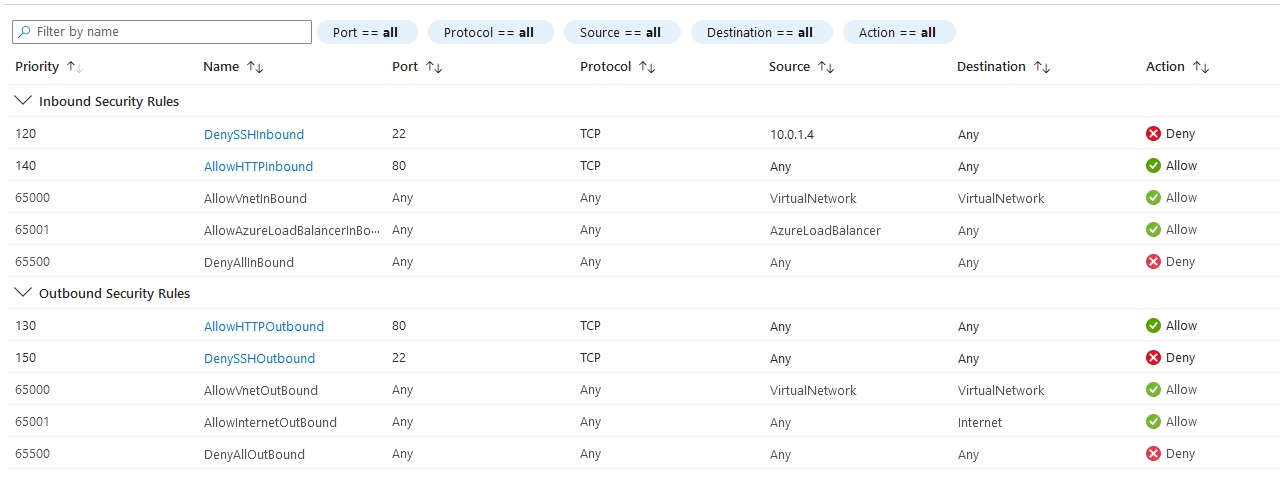 Filter by name Port == all Protocol == all Source == all Destination == all Action == all
Priority Name Port Protocol Source Destination Action
Inbound Security Rules
120 DenySSHInbound 22 TCP 10.0.1.4 Any Deny
140 AllowHTTPInbound 80 TCP Any Any Allow
65000 AllowVnetInBound Any Any VirtualNetwork VirtualNetwork Allow
65001 AllowAzureLoadBalancerInBo··· Any Any AzureLoadBalancer Any Allow
65500 DenyAllInBound Any Any Any Any Deny
Outbound Security Rules
130 AllowHTTPOutbound 80 TCP Any Any Allow
150 DenySSHOutbound 22 TCP Any Any Deny
65000 AllowVnetOutBound Any Any VirtualNetwork VirtualNetwork Allow
65001 AllowInternetOutBound Any Any Any Internet Allow
65500 DenyAllOutBound Any Any Any Any Deny